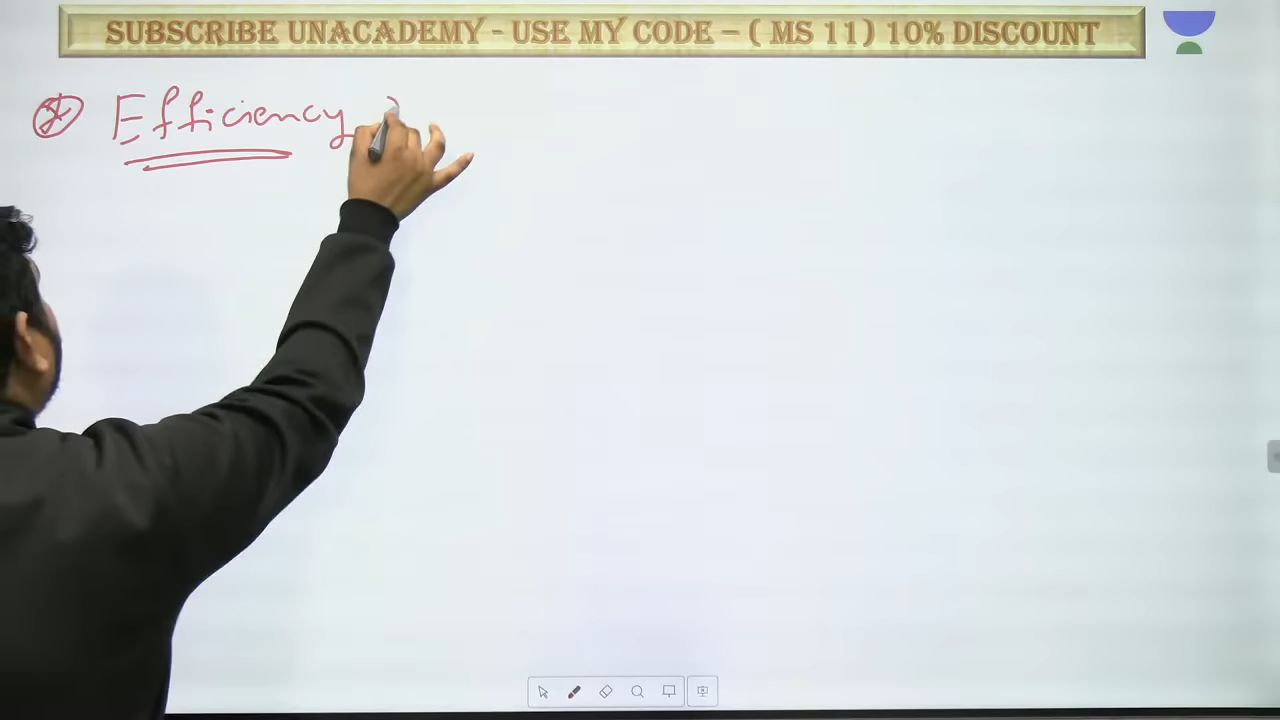 SUBSCRIBE UNACADEMY - USE MY CODE – ( MS 11) 10% DISCOUNT
Efficiency